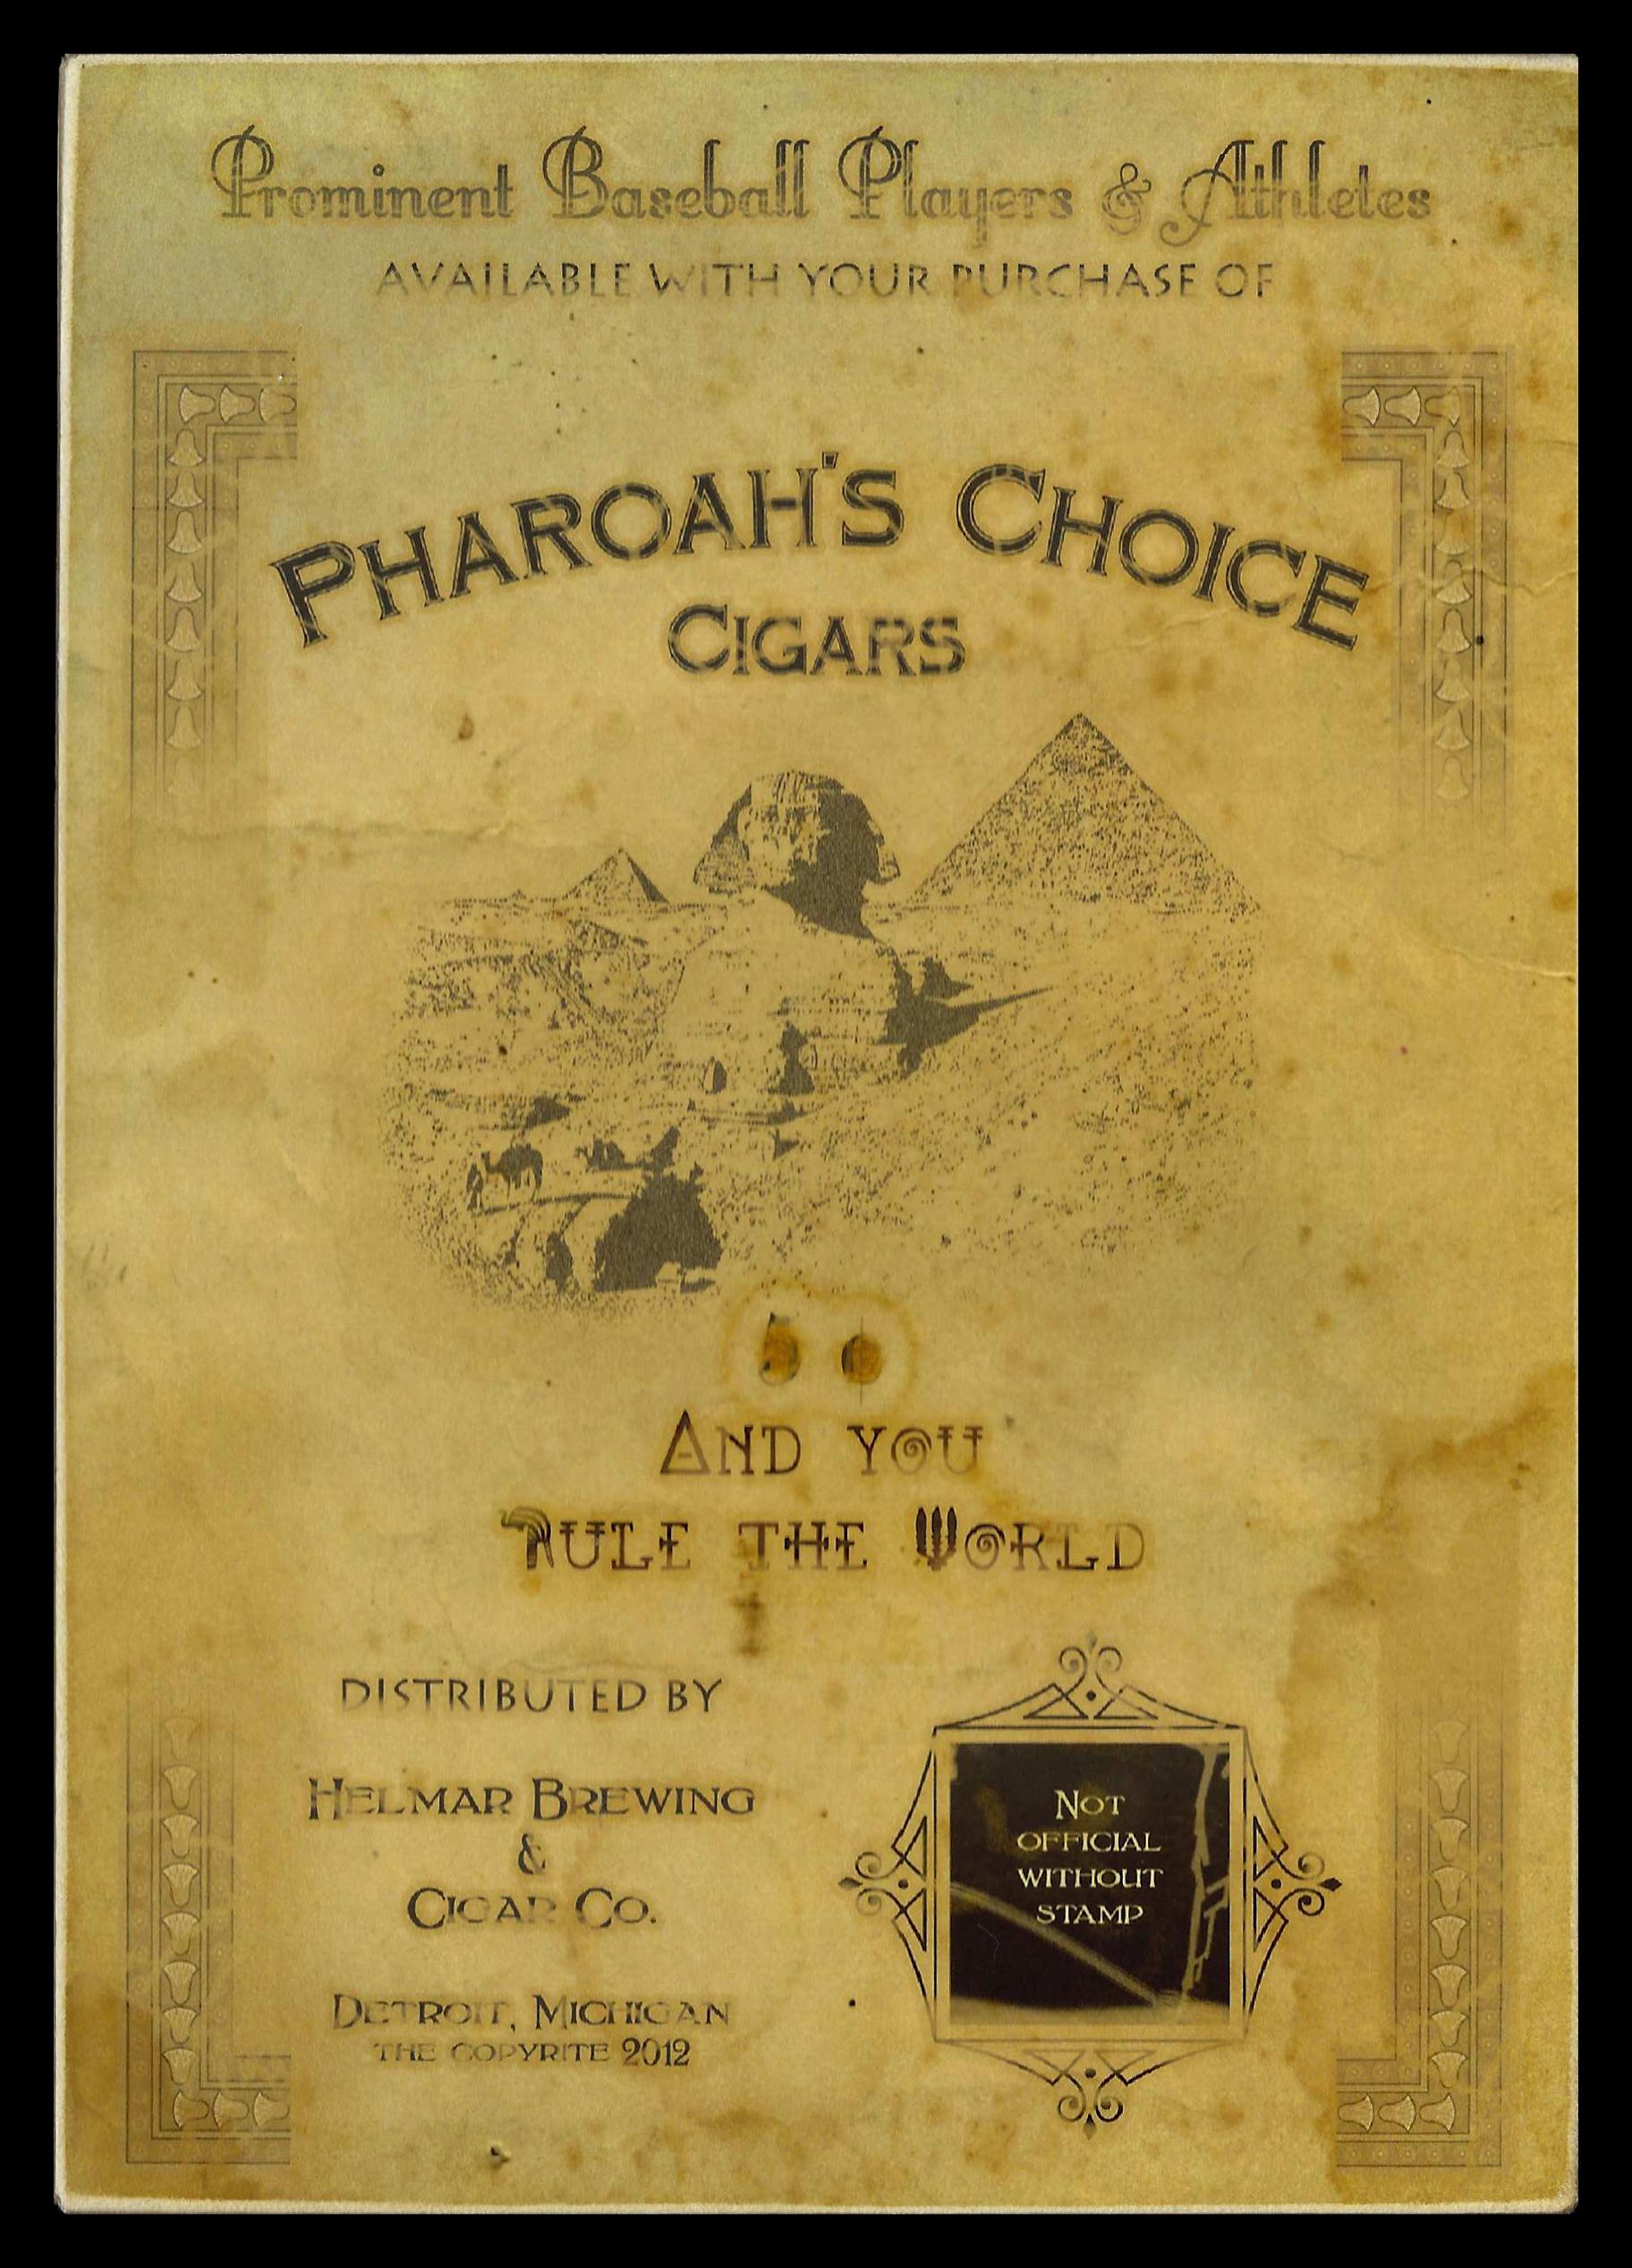 Prominent Baseball Players & Athletes
AVAILABLE WITH YOUR PURCHASE OF
PHAROAH'S CHOICE
CIGARS
5 ¢
AND YOU
RULE THE WORLD
DISTRIBUTED BY
HELMAR BREWING
&
CIGAR CO.
DETROIT, MICHIGAN
THE COPYRITE 2012
NOT
OFFICIAL
WITHOUT
STAMP